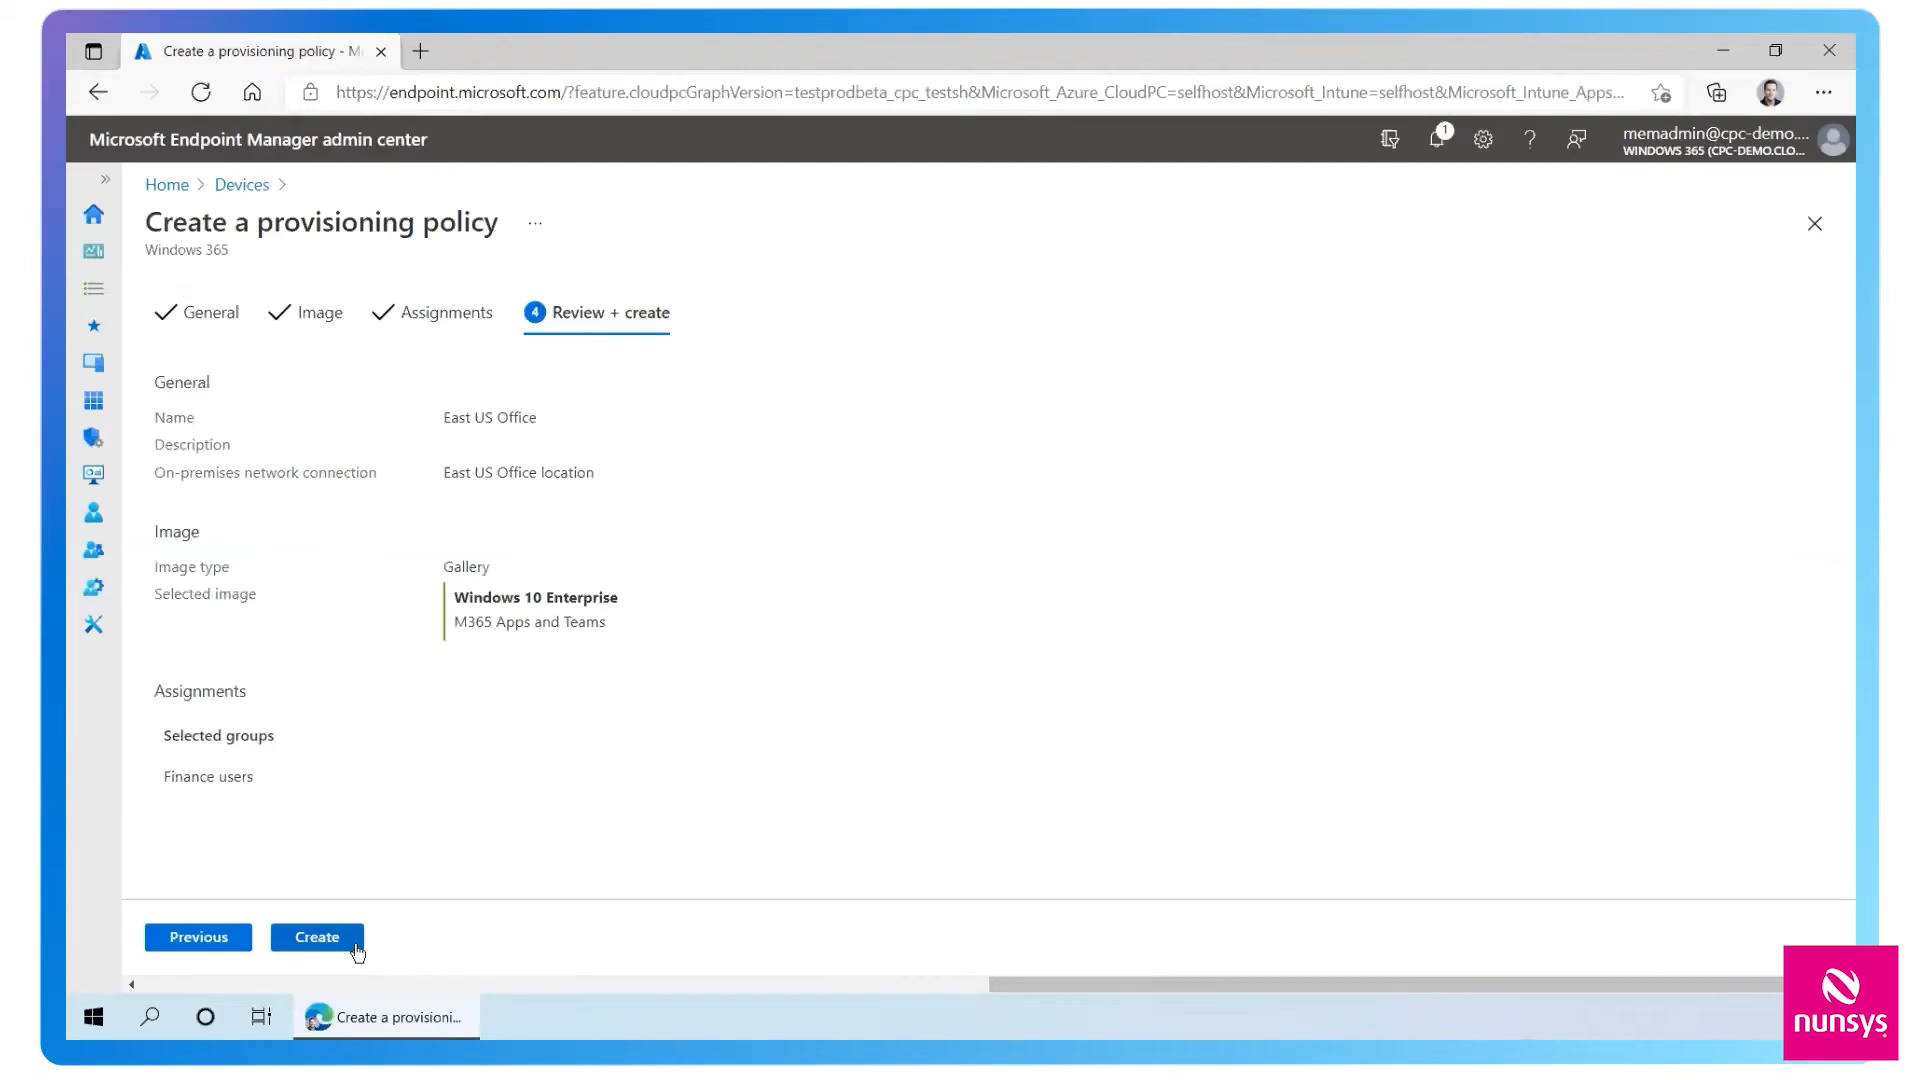 Create a provisioning policy - M
https://endpoint.microsoft.com/?feature.cloudpcGraphVersion=testprodbeta_cpc_testsh&Microsoft_Azure_CloudPC=selfhost&Microsoft_Intune=selfhost&Microsoft_Intune_Apps...
Microsoft Endpoint Manager admin center
1
memadmin@cpc-demo....
WINDOWS 365 (CPC-DEMO.CLO...
Home > Devices >
Create a provisioning policy ...
Windows 365
General Image Assignments 4 Review + create
General
Name East US Office
Description
On-premises network connection East US Office location
Image
Image type Gallery
Selected image Windows 10 Enterprise
M365 Apps and Teams
Assignments
Selected groups
Finance users
Previous Create
Create a provisioni...
nunsys